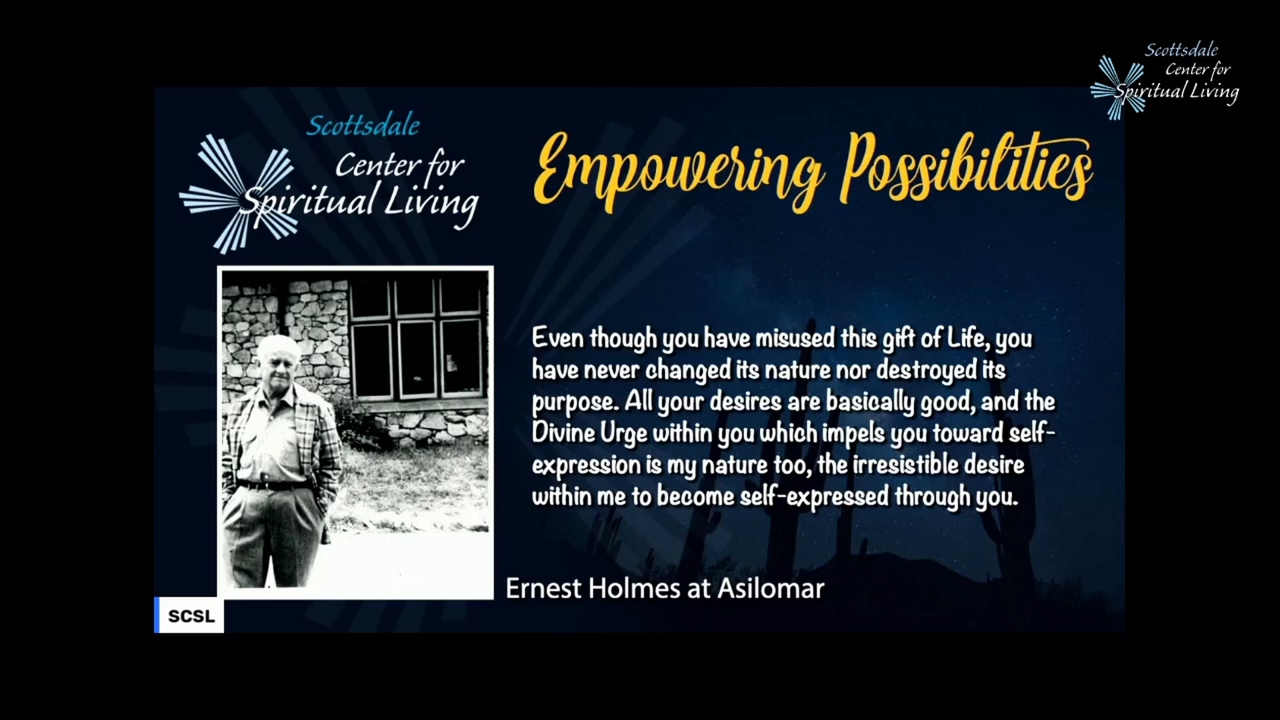 Scottsdale
Center for
Spiritual Living
Scottsdale
Center for
Spiritual Living
Empowering Possibilities
Even though you have misused this gift of Life, you
have never changed its nature nor destroyed its
purpose. All your desires are basically good, and the
Divine Urge within you which impels you toward self-
expression is my nature too, the irresistible desire
within me to become self-expressed through you.
Ernest Holmes at Asilomar
SCSL